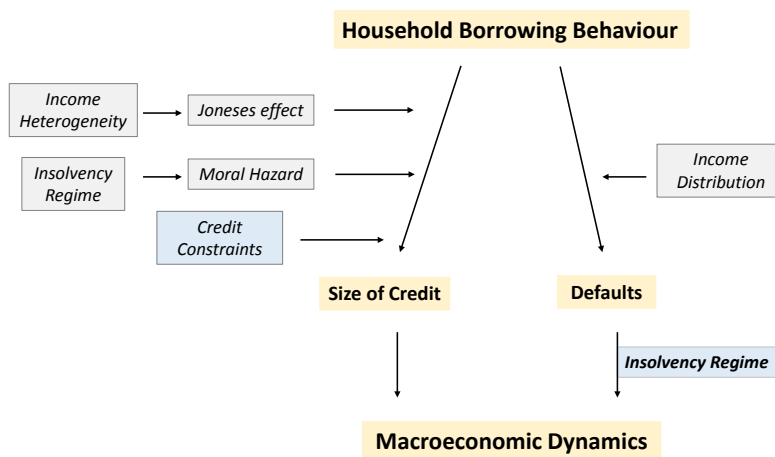 Household Borrowing Behaviour
Income
Heterogeneity
Joneses effect
Insolvency
Regime
Moral Hazard
Income
Distribution
Credit
Constraints
Size of Credit
Defaults
Insolvency Regime
Macroeconomic Dynamics